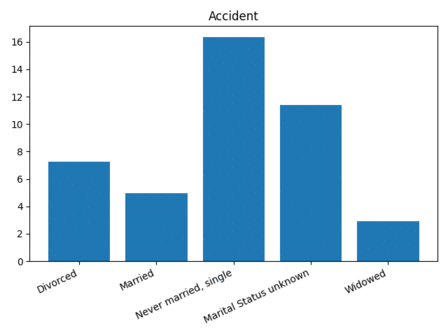 Accident
16
14
12
10
8
6
4
2
0
Divorced
Married
Never married, single
Marital Status unknown
Widowed